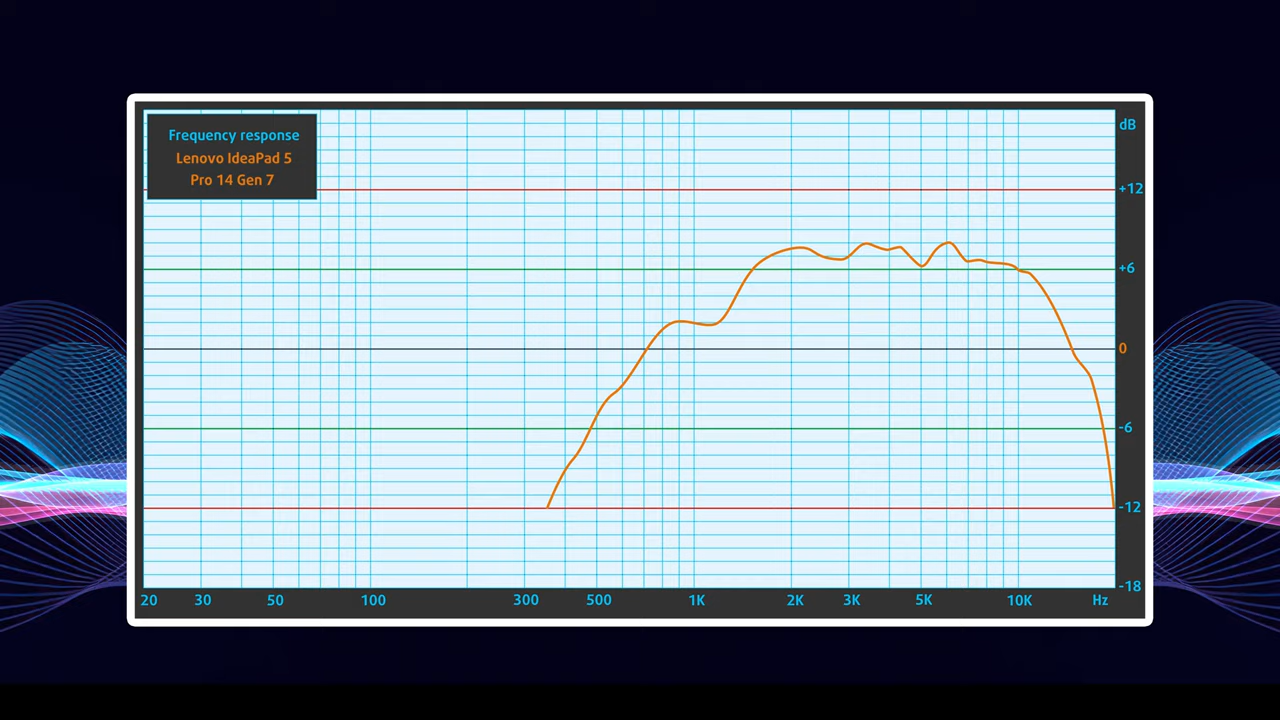 Frequency response
Lenovo IdeaPad 5
Pro 14 Gen 7
dB
+12
+6
0
-6
-12
-18
20 30 50 100 300 500 1K 2K 3K 5K 10K Hz